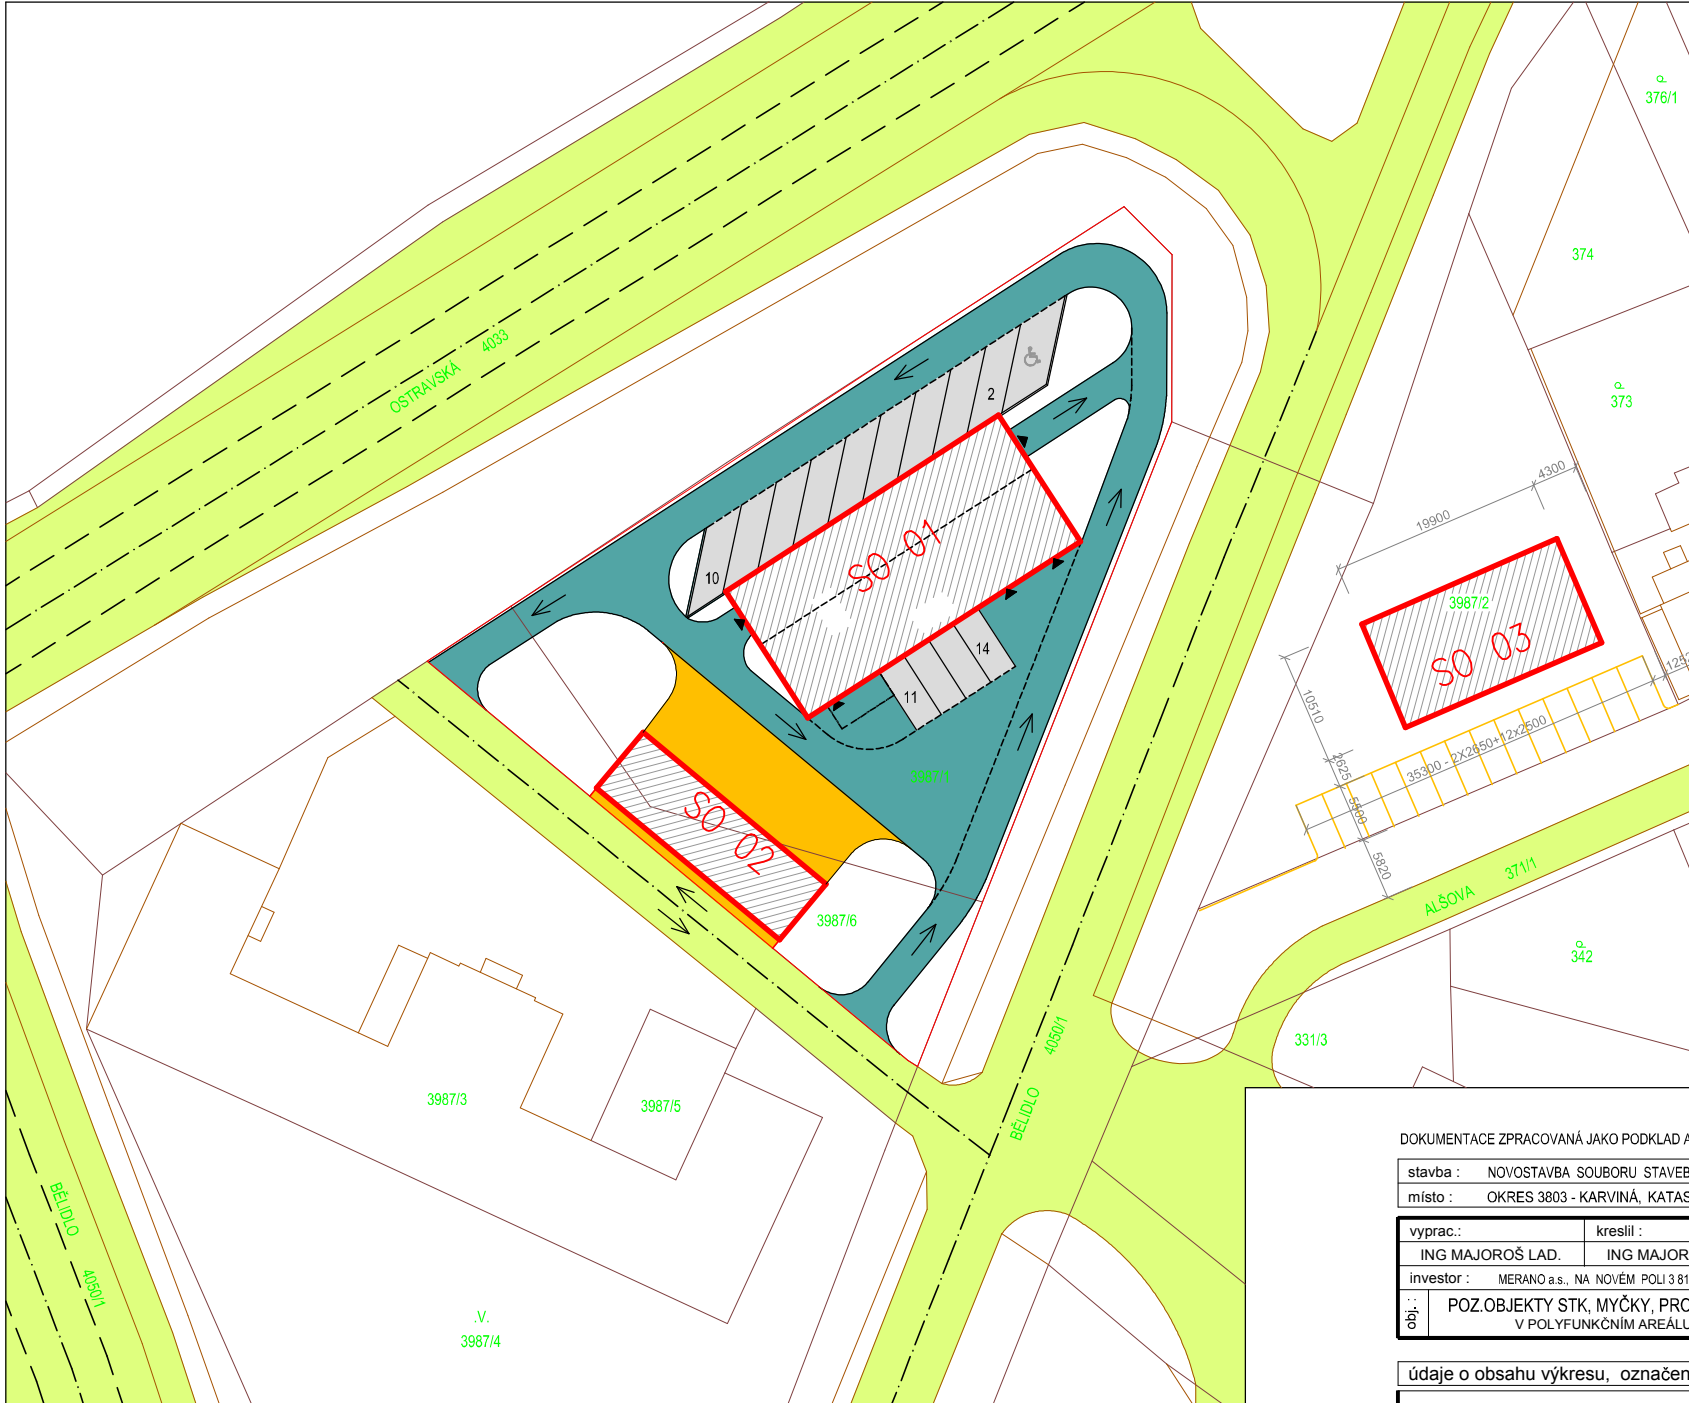 376/1
374
373
OSTRAVSKÁ 4033
2
10
SO 01
11
14
3987/1
SO 02
3987/6
4300
19900
3987/2
SO 03
10510
2625
5500
5820
35300 - 2X2650+12x2500
ALŠOVA 371/1
342
331/3
BĚLIDLO 4050/1
3987/3
3987/5
BĚLIDLO 4050/1
.V.
3987/4
DOKUMENTACE ZPRACOVANÁ JAKO PODKLAD
stavba : NOVOSTAVBA SOUBORU STAVEB
místo : OKRES 3803 - KARVINÁ, KATAS
vyprac.: kreslil :
ING MAJOROŠ LAD. ING MAJOR
investor : MERANO a.s., NA NOVÉM POLI 3 81
obj. : POZ.OBJEKTY STK, MYČKY, PRO
V POLYFUNKČNÍM AREÁLU
údaje o obsahu výkresu, označen